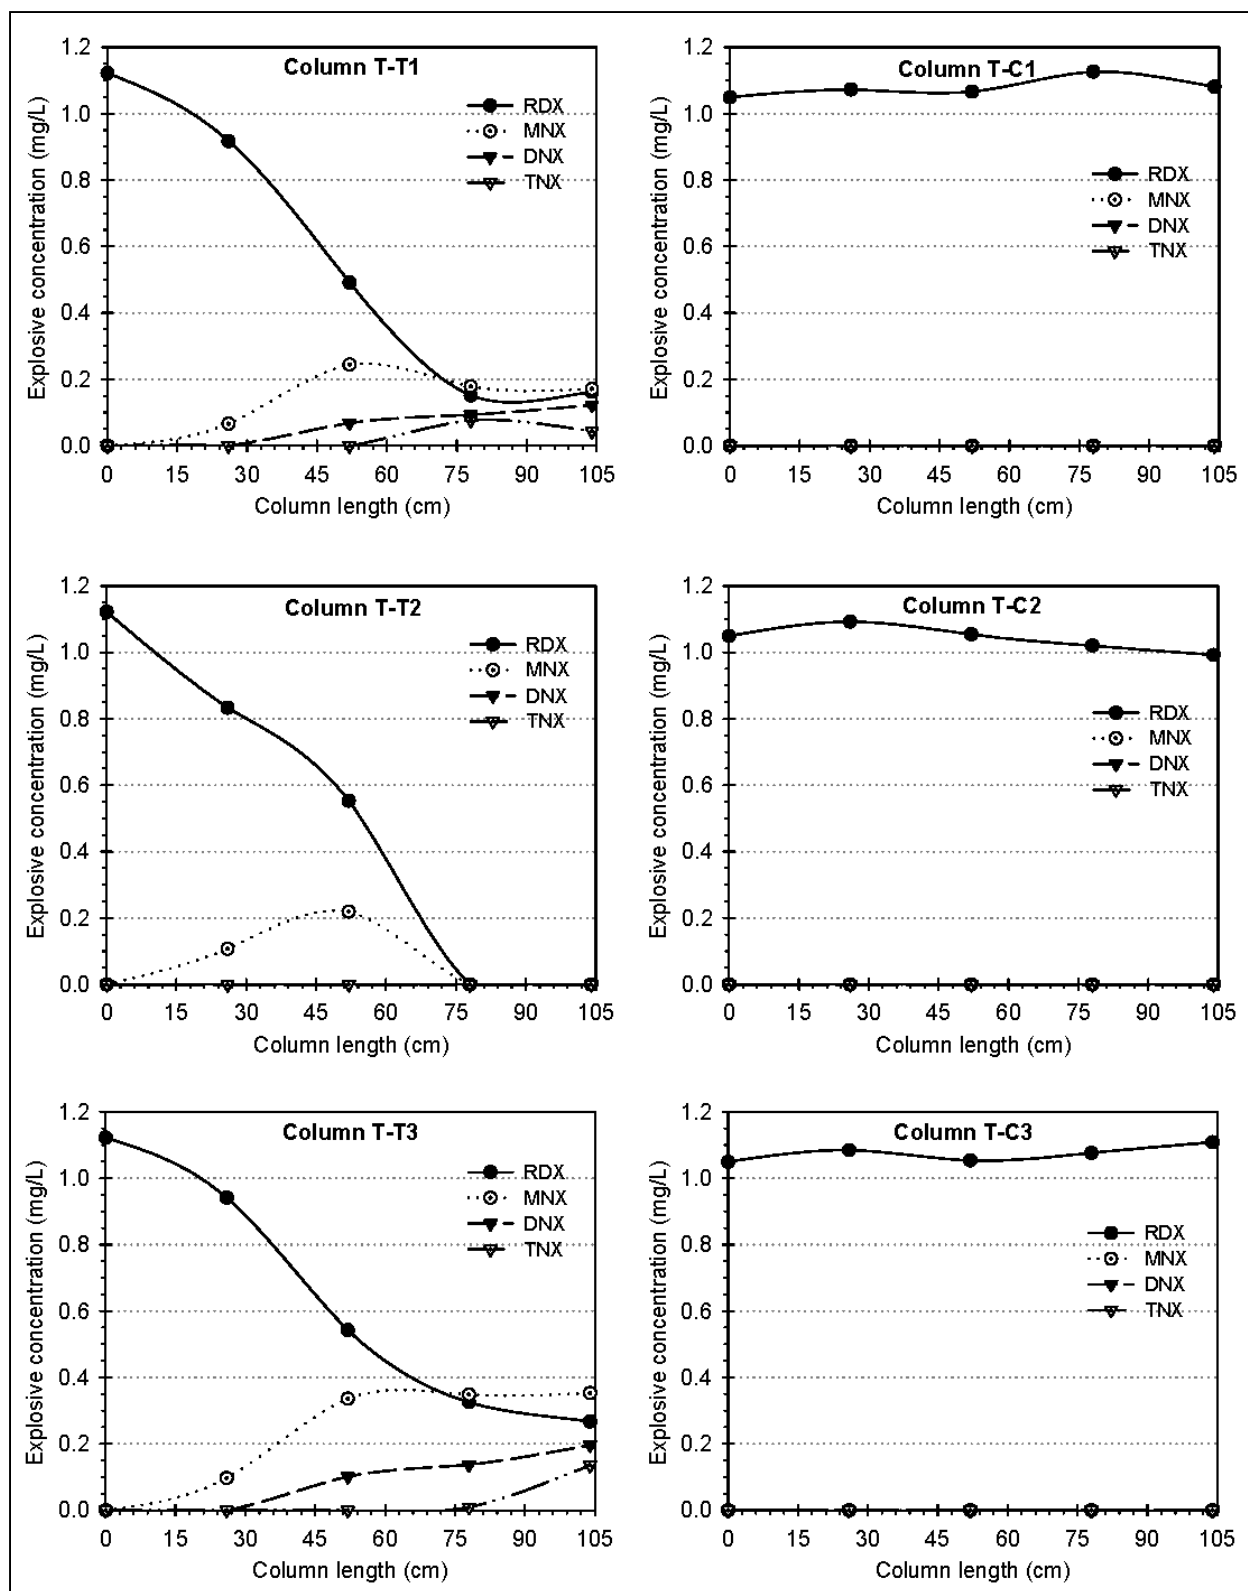 Column T-T1
RDX
MNX
DNX
TNX
1.2
1.0
0.8
0.6
0.4
0.2
0.0
Explosive concentration (mg/L)
0 15 30 45 60 75 90 105
Column length (cm)
Column T-C1
RDX
MNX
DNX
TNX
1.2
1.0
0.8
0.6
0.4
0.2
0.0
Explosive concentration (mg/L)
0 15 30 45 60 75 90 105
Column length (cm)
Column T-T2
RDX
MNX
DNX
TNX
1.2
1.0
0.8
0.6
0.4
0.2
0.0
Explosive concentration (mg/L)
0 15 30 45 60 75 90 105
Column length (cm)
Column T-C2
RDX
MNX
DNX
TNX
1.2
1.0
0.8
0.6
0.4
0.2
0.0
Explosive concentration (mg/L)
0 15 30 45 60 75 90 105
Column length (cm)
Column T-T3
RDX
MNX
DNX
TNX
1.2
1.0
0.8
0.6
0.4
0.2
0.0
Explosive concentration (mg/L)
0 15 30 45 60 75 90 105
Column length (cm)
Column T-C3
RDX
MNX
DNX
TNX
1.2
1.0
0.8
0.6
0.4
0.2
0.0
Explosive concentration (mg/L)
0 15 30 45 60 75 90 105
Column length (cm)